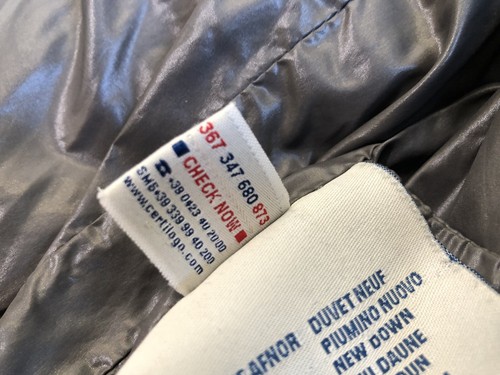 367 347 680 873
CHECK NOW
+39 0423 40 2000
SMS+39 339 99 40 200
www.certilogo.com
AFNOR DUVET NEUF
PIUMINO NUOVO
NEW DOWN
DAUNE